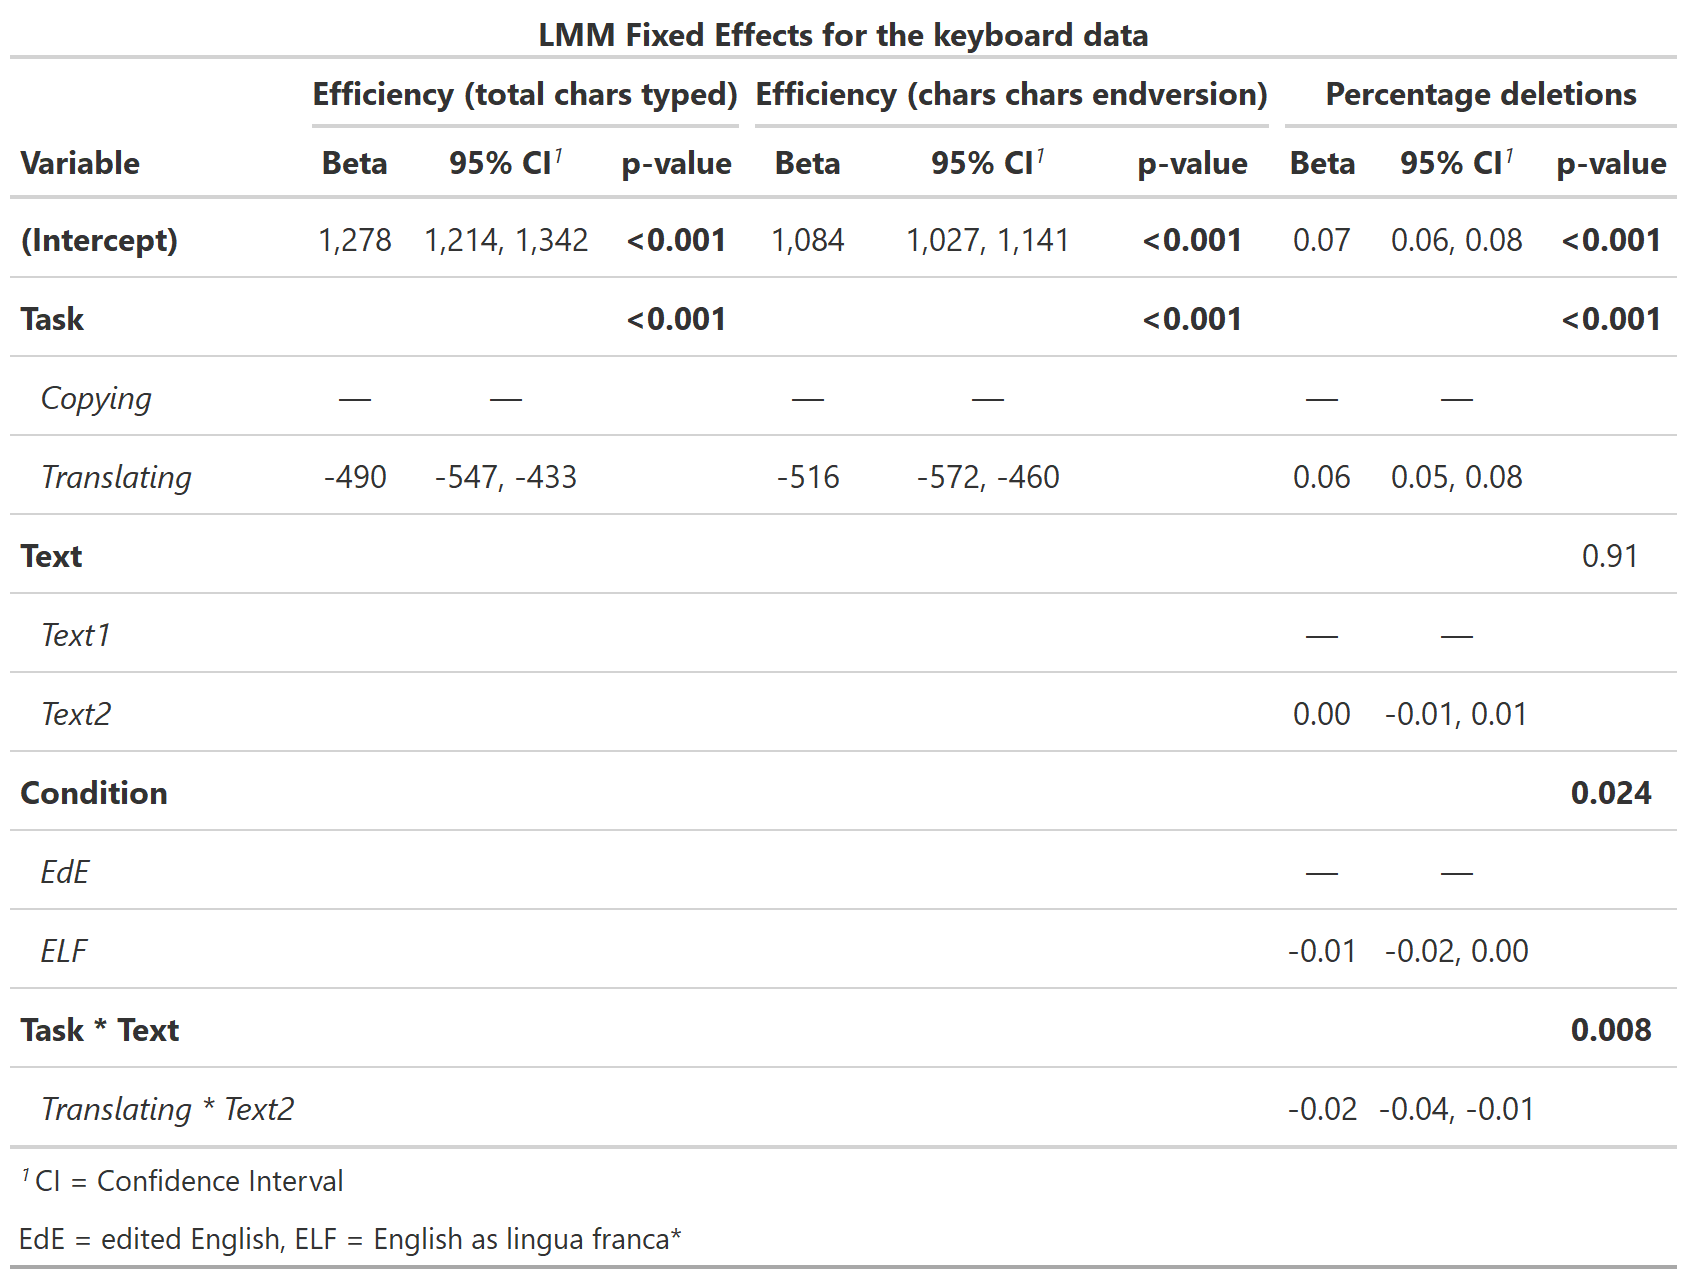 LMM Fixed Effects for the keyboard data
Efficiency (total chars typed) Efficiency (chars chars endversion) Percentage deletions
Variable Beta 95% CI1 p-value Beta 95% CI1 p-value Beta 95% CI1 p-value
(Intercept) 1,278 1,214, 1,342 <0.001 1,084 1,027, 1,141 <0.001 0.07 0.06, 0.08 <0.001
Task <0.001 <0.001 <0.001
Copying — — — — — —
Translating -490 -547, -433 -516 -572, -460 0.06 0.05, 0.08
Text 0.91
Text1 — —
Text2 0.00 -0.01, 0.01
Condition 0.024
EdE — —
ELF -0.01 -0.02, 0.00
Task * Text 0.008
Translating * Text2 -0.02 -0.04, -0.01
1 CI = Confidence Interval
EdE = edited English, ELF = English as lingua franca*